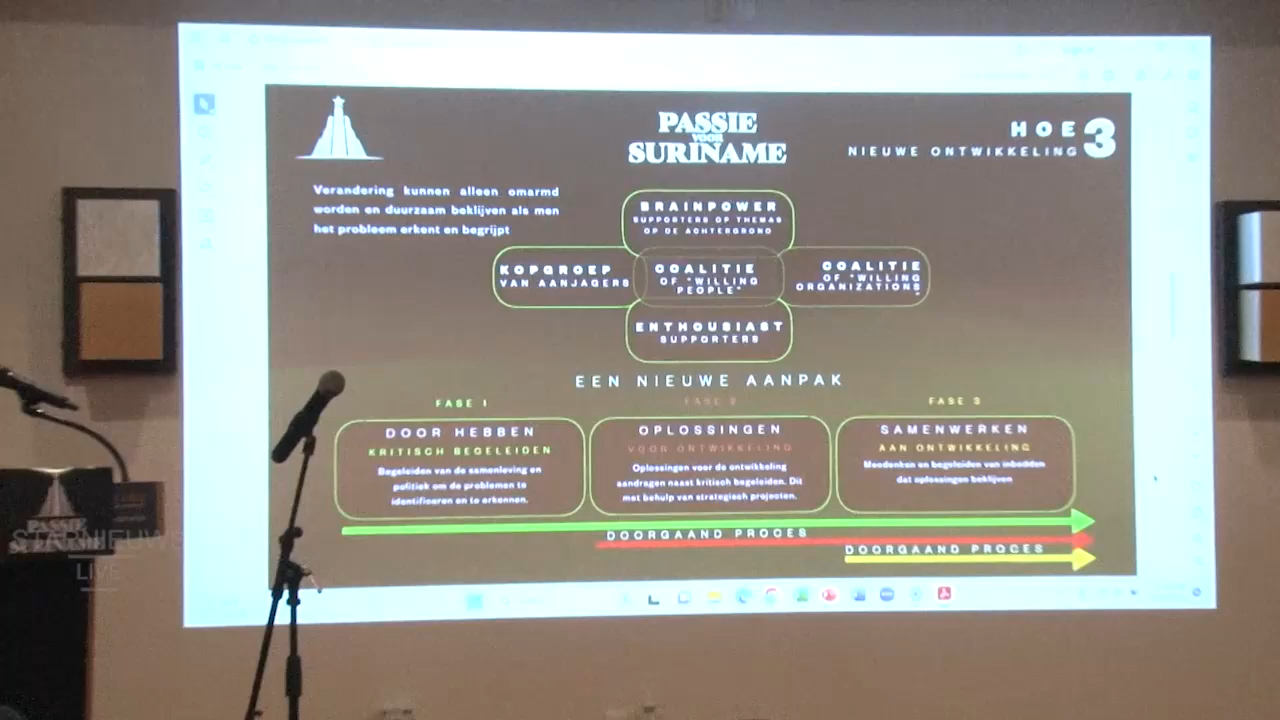 PASSIE
VOOR
SURINAME
HOE 3
NIEUWE ONTWIKKELING
Verandering kunnen alleen omarmd
worden en duurzaam beklijven als men
het probleem erkent en begrijpt
BRAINPOWER
SUPPORTERS OP THEMAS
OP DE ACHTERGROND
KOPGROEP
VAN AANJAGERS
COALITIE
OF "WILLING
PEOPLE"
COALITIE
OF "WILLING
ORGANIZATIONS
"
ENTHOUSIAST
SUPPORTERS
EEN NIEUWE AANPAK
FASE 1
DOOR HEBBEN
KRITISCH BEGELEIDEN
Begeleiden van de samenleving en
politiek om de problemen te
identificeren en te erkennen.
FASE 2
OPLOSSINGEN
VOOR ONTWIKKELING
Oplossingen voor de ontwikkeling
aandragen naast kritisch begeleiden. Dit
met behulp van strategisch projecten.
FASE 3
SAMENWERKEN
AAN ONTWIKKELING
Meedenken en begeleiden van inbedden
dat oplossingen beklijven
DOORGAAND PROCES
DOORGAAND PROCES
PASSIE
SURINAME
STARNIEUWS
LIVE